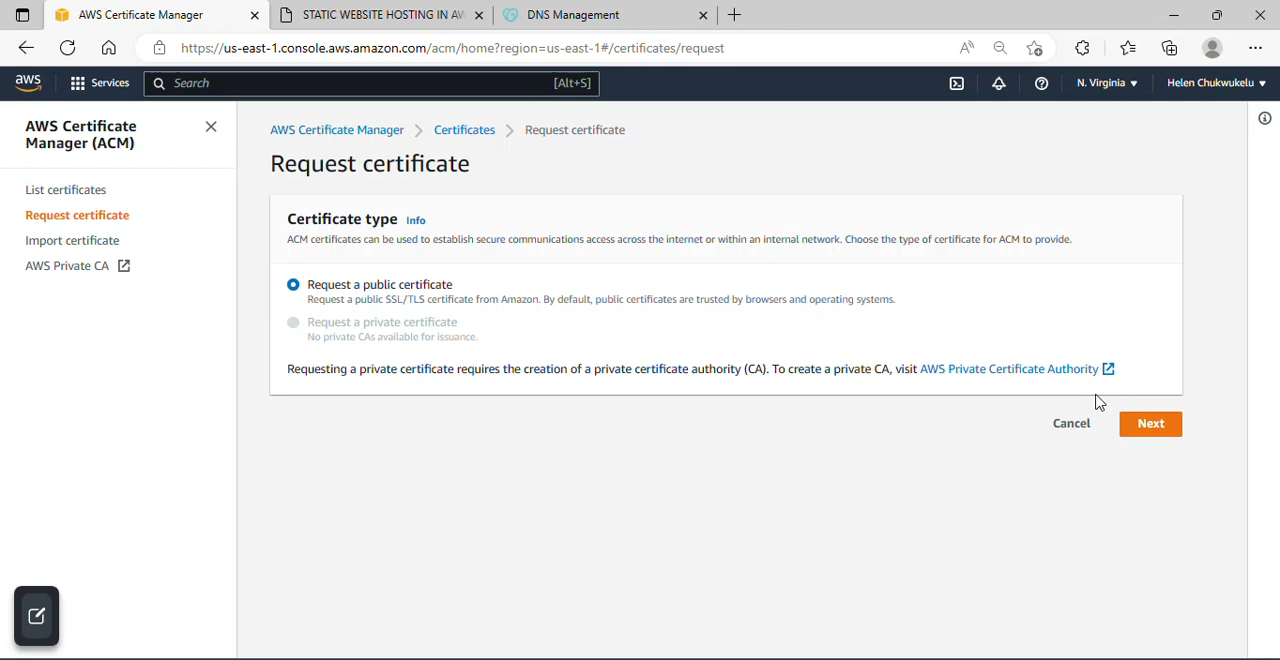 AWS Certificate Manager
STATIC WEBSITE HOSTING IN AW
DNS Management
https://us-east-1.console.aws.amazon.com/acm/home?region=us-east-1#/certificates/request
aws
Services
Search
[Alt+S]
N. Virginia
Helen Chukwukelu
AWS Certificate
Manager (ACM)
List certificates
Request certificate
Import certificate
AWS Private CA
AWS Certificate Manager
Certificates
Request certificate
Request certificate
Certificate type Info
ACM certificates can be used to establish secure communications access across the internet or within an internal network. Choose the type of certificate for ACM to provide.
Request a public certificate
Request a public SSL/TLS certificate from Amazon. By default, public certificates are trusted by browsers and operating systems.
Request a private certificate
No private CAs available for issuance.
Requesting a private certificate requires the creation of a private certificate authority (CA). To create a private CA, visit AWS Private Certificate Authority
Cancel
Next